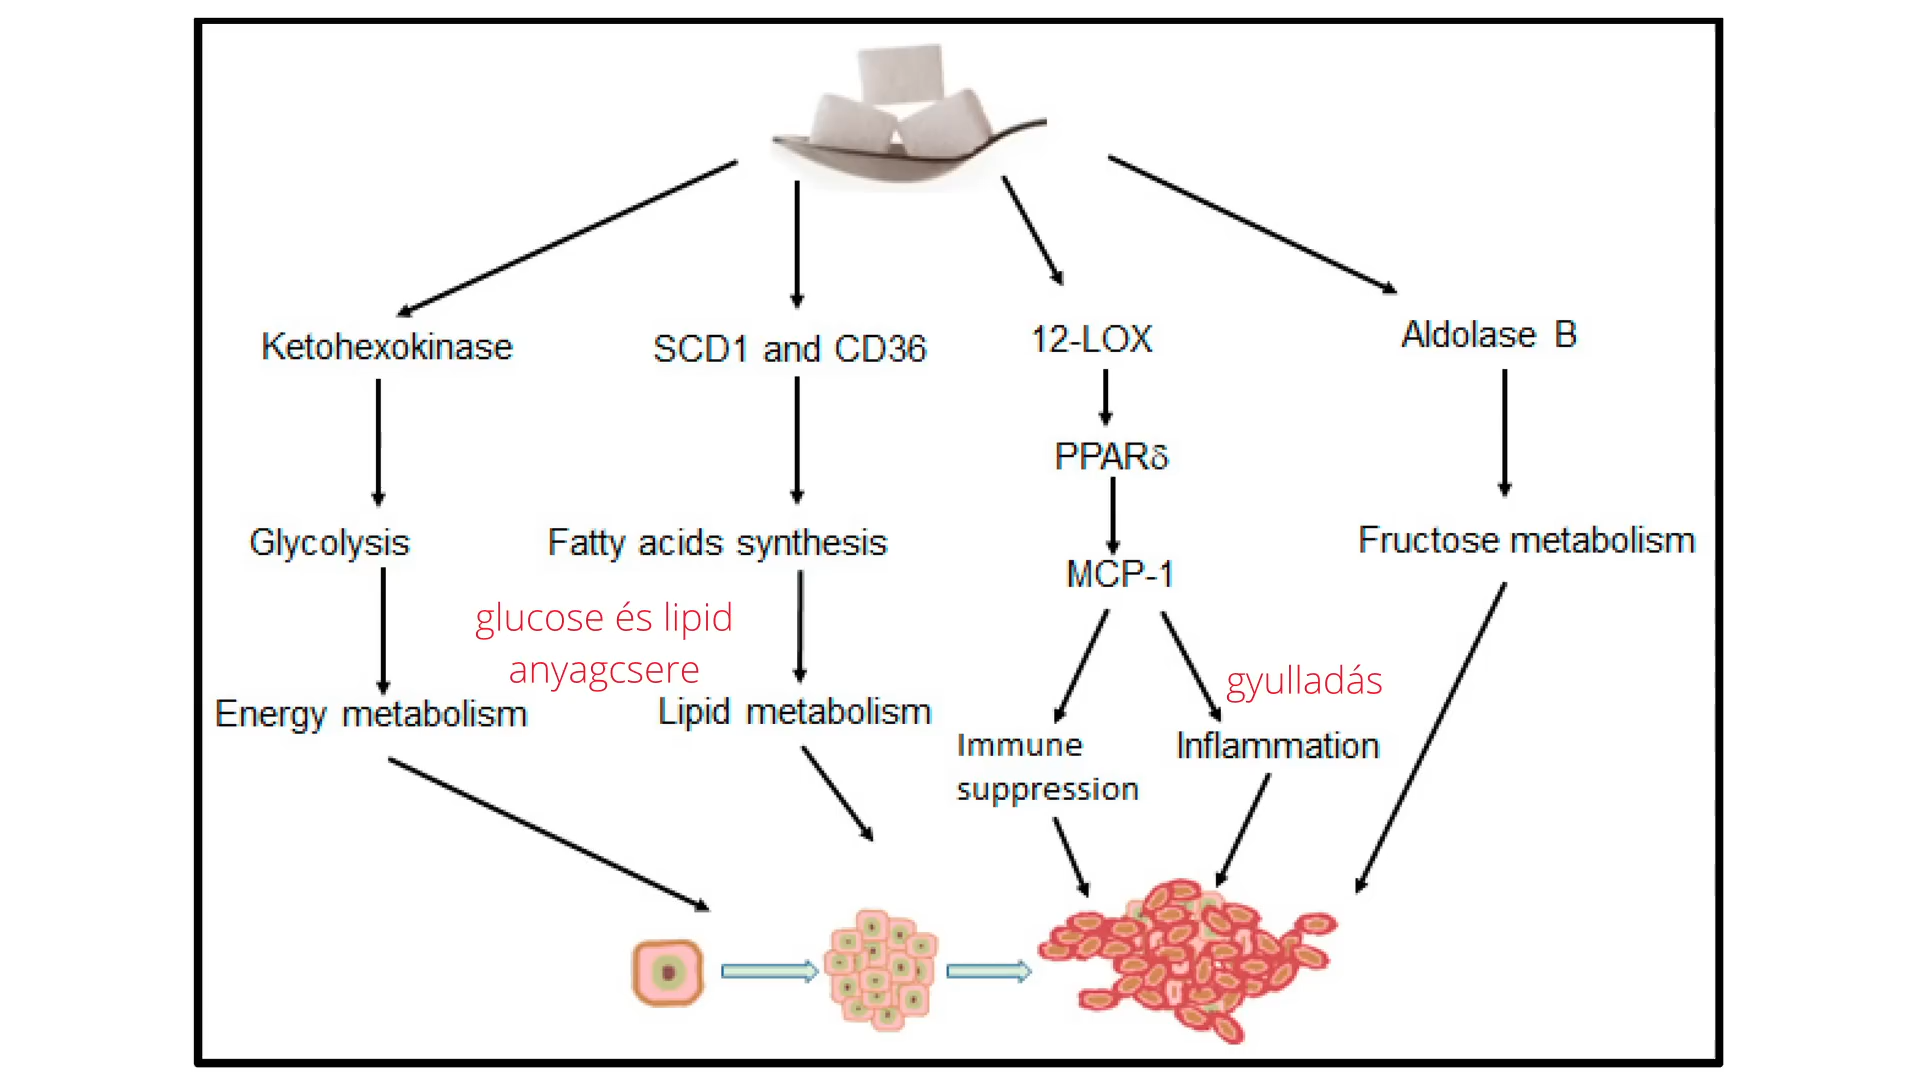 Ketohexokinase
SCD1 and CD36
12-LOX
Aldolase B
PPARδ
Glycolysis
Fatty acids synthesis
MCP-1
Fructose metabolism
glucose és lipid
anyagcsere
gyulladás
Energy metabolism
Lipid metabolism
Immune
suppression
Inflammation